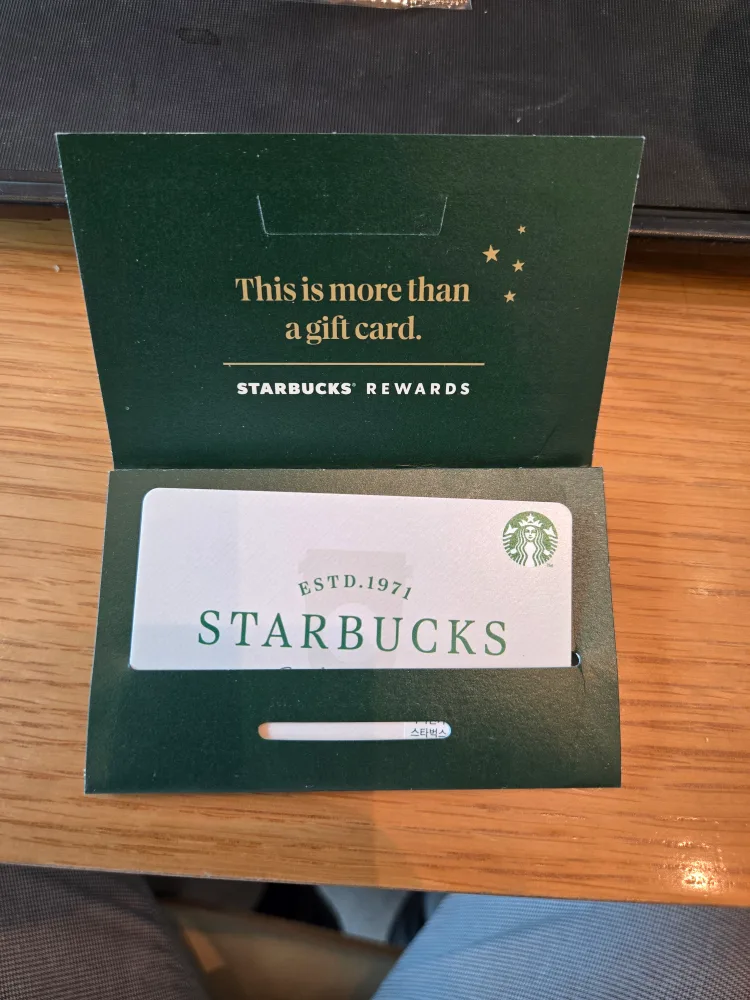 This is more than
a gift card.
STARBUCKS® REWARDS
ESTD.1971
STARBUCKS
스타벅스